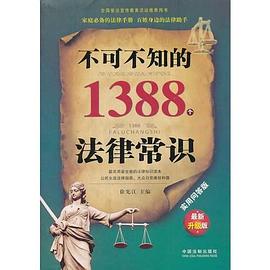 全国普法宣传教育活动推荐用书
家庭必备的法律手册 百姓身边的法律助手
不可不知的
1388个
FALUCHANGSHI
法律常识
徐宪江 主编
实用问答版
最新
升级版
中国法制出版社